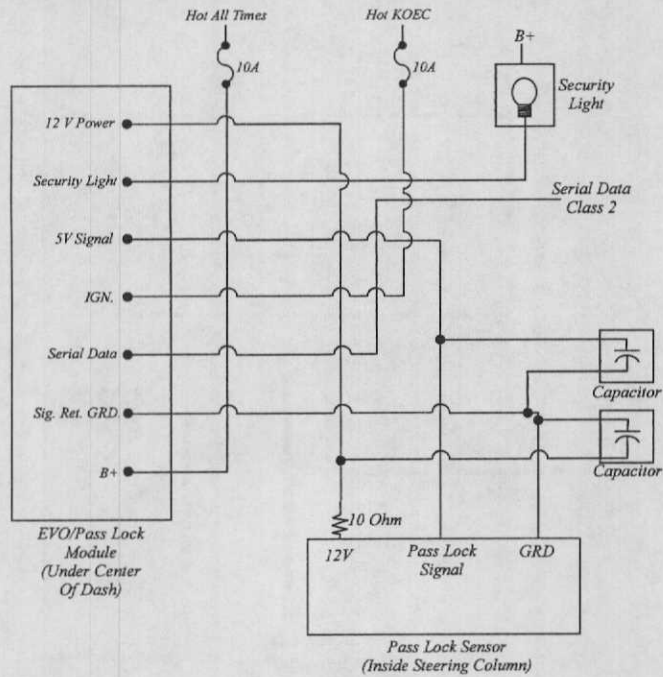 Hot All Times
Hot KOEC
10A
10A
B+
Security
Light
12 V Power
Security Light
Serial Data
Class 2
5V Signal
IGN.
Serial Data
Capacitor
Sig. Ret. GRD.
Capacitor
B+
10 Ohm
EVO/Pass Lock
Module
(Under Center
Of Dash)
12V
Pass Lock
Signal
GRD
Pass Lock Sensor
(Inside Steering Column)